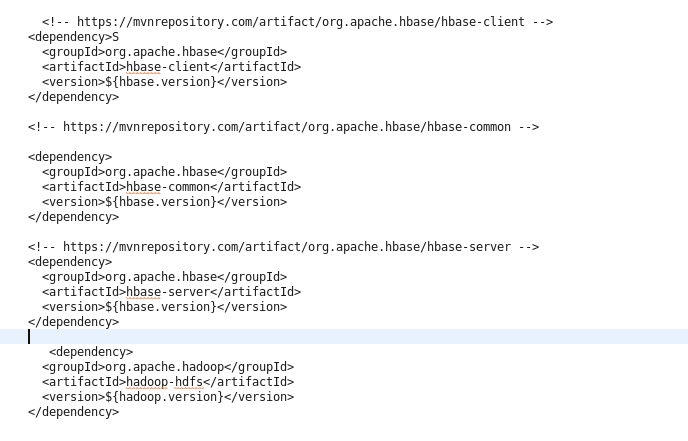 <!-- https://mvnrepository.com/artifact/org.apache.hbase/hbase-client -->
<dependency>S
<groupId>org.apache.hbase</groupId>
<artifactId>hbase-client</artifactId>
<version>${hbase.version}</version>
</dependency>
<!-- https://mvnrepository.com/artifact/org.apache.hbase/hbase-common -->
<dependency>
<groupId>org.apache.hbase</groupId>
<artifactId>hbase-common</artifactId>
<version>${hbase.version}</version>
</dependency>
<!-- https://mvnrepository.com/artifact/org.apache.hbase/hbase-server -->
<dependency>
<groupId>org.apache.hbase</groupId>
<artifactId>hbase-server</artifactId>
<version>${hbase.version}</version>
</dependency>
<dependency>
<groupId>org.apache.hadoop</groupId>
<artifactId>hadoop-hdfs</artifactId>
<version>${hadoop.version}</version>
</dependency>